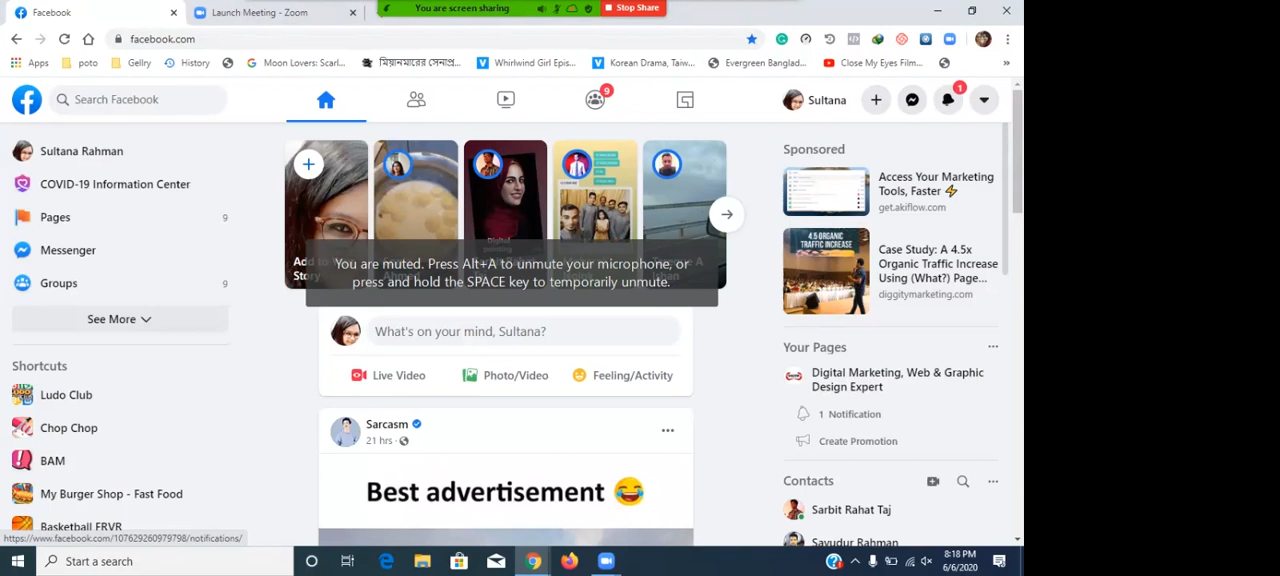 Facebook
Launch Meeting - Zoom
You are screen sharing
Stop Share
facebook.com
Apps
poto
Gellry
History
Moon Lovers: Scarl...
মিয়ানমারের সেনাপ্র...
Whirlwind Girl Epis...
Korean Drama, Taiw...
Evergreen Banglad...
Close My Eyes Film...
Search Facebook
9
Sultana
1
Sultana Rahman
COVID-19 Information Center
Pages
9
Messenger
Groups
9
See More
Shortcuts
Ludo Club
Chop Chop
BAM
My Burger Shop - Fast Food
Basketball FRVR
https://www.facebook.com/107629260979798/notifications/
You are muted. Press Alt+A to unmute your microphone, or
press and hold the SPACE key to temporarily unmute.
Story
What's on your mind, Sultana?
Live Video
Photo/Video
Feeling/Activity
Sarcasm
21 hrs ·
Best advertisement 😂
Sponsored
Access Your Marketing
Tools, Faster ⚡
get.akiflow.com
4.5 ORGANIC
TRAFFIC INCREASE
Case Study: A 4.5x
Organic Traffic Increase
Using (What?) Page...
diggitymarketing.com
Your Pages
Digital Marketing, Web & Graphic
Design Expert
1 Notification
Create Promotion
Contacts
Sarbit Rahat Taj
Sayudur Rahman
Start a search
8:18 PM
6/6/2020